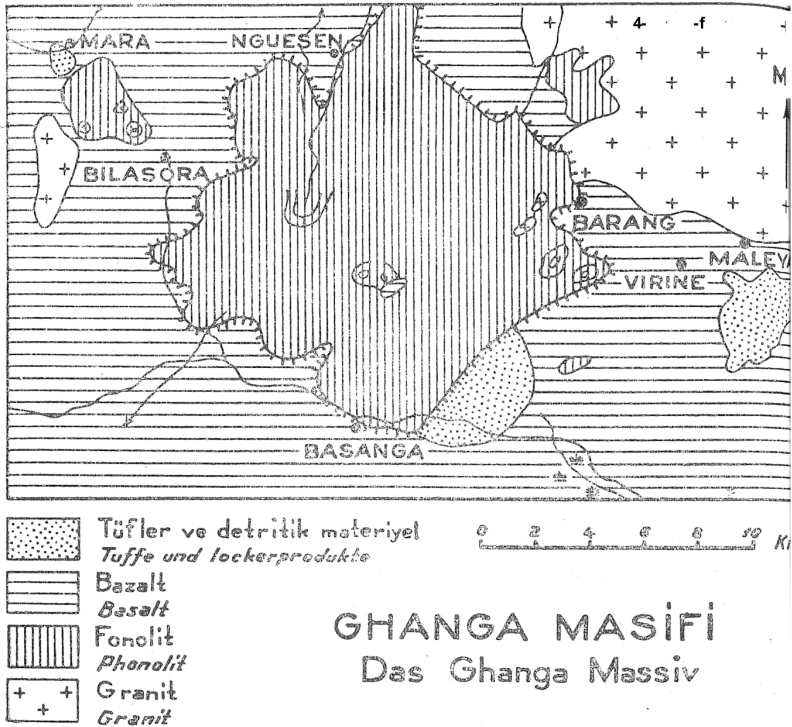 MARA
NGUESEN
BILASORA
BARANG
MALEYA
VIRINE
BASANGA
Tüfler ve detritik materiyel
Tuffe und lockerprodukte
Bazalt
Basalt
Fonolit
Phonolit
Granit
Granit
0 2 4 6 8 10
GHANGA MASİFİ
Das Ghanga Massiv